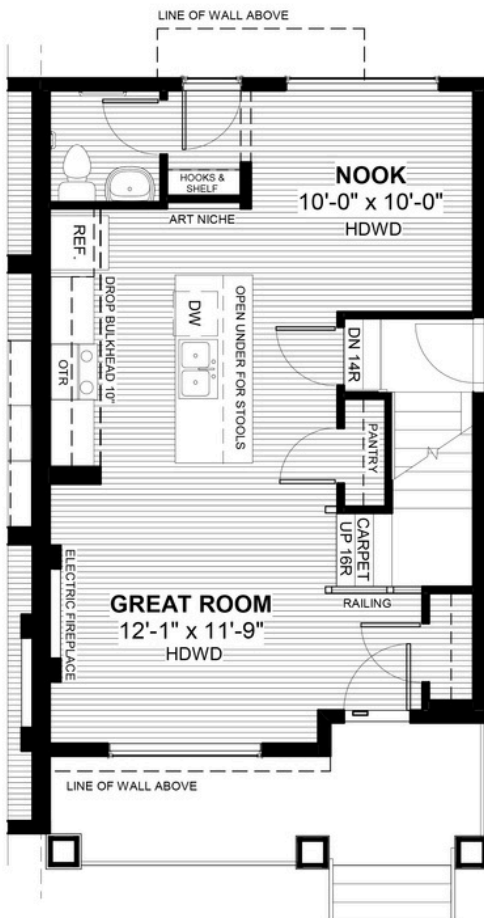 LINE OF WALL ABOVE
HOOKS &
SHELF
NOOK
10'-0" x 10'-0"
HDWD
ART NICHE
REF.
DROP BULKHEAD 10"
DW
OPEN UNDER FOR STOOLS
OTR
DN 14R
PANTRY
CARPET
UP 16R
ELECTRIC FIREPLACE
GREAT ROOM
12'-1" x 11'-9"
HDWD
RAILING
LINE OF WALL ABOVE